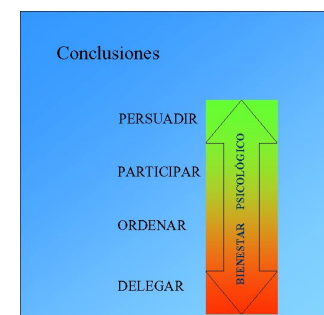 Conclusiones
PERSUADIR
PARTICIPAR
ORDENAR
DELEGAR
BIENESTAR PSICOLÓGICO